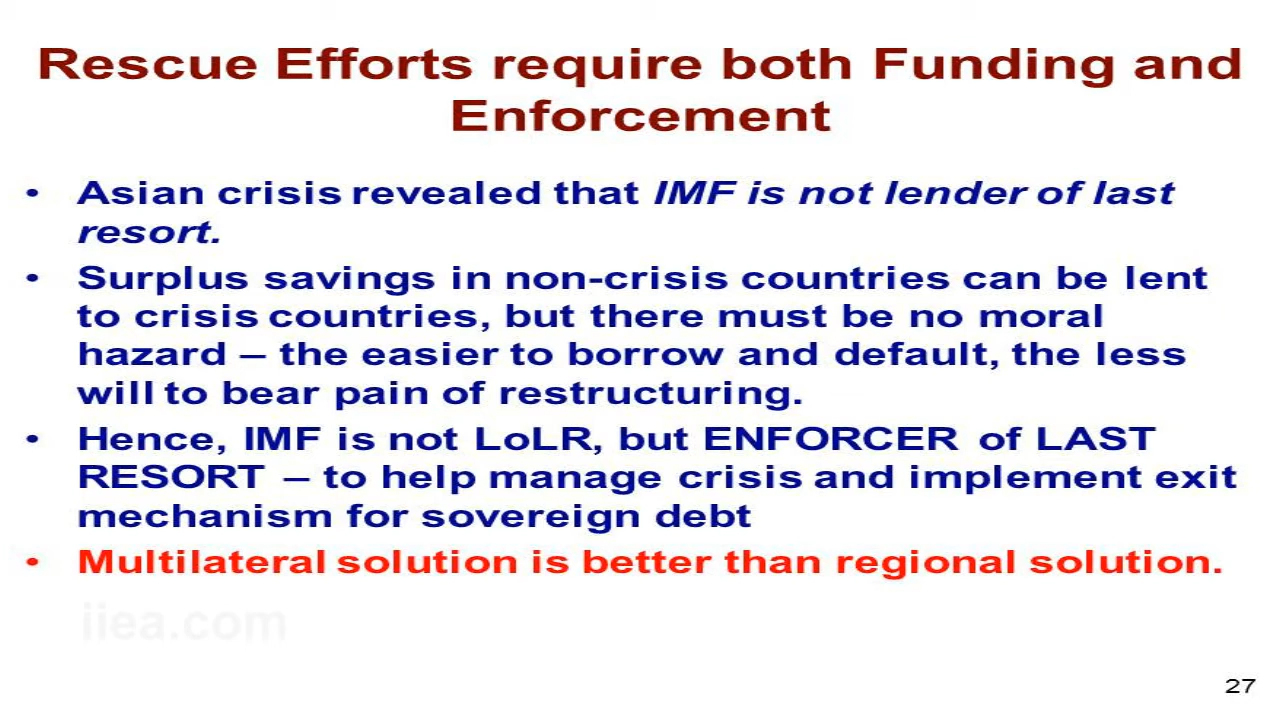 Rescue Efforts require both Funding and
Enforcement
• Asian crisis revealed that IMF is not lender of last
resort.
• Surplus savings in non-crisis countries can be lent
to crisis countries, but there must be no moral
hazard – the easier to borrow and default, the less
will to bear pain of restructuring.
• Hence, IMF is not LoLR, but ENFORCER of LAST
RESORT – to help manage crisis and implement exit
mechanism for sovereign debt
• Multilateral solution is better than regional solution.
iiea.com
27